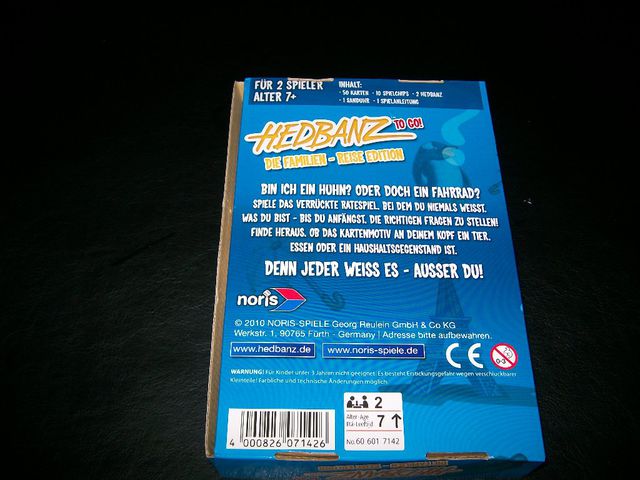 FÜR 2 SPIELER
ALTER 7+
INHALT:
· 50 KARTEN · 10 SPIELCHIPS · 2 HEDBANZ
· 1 SANDUHR · 1 SPIELANLEITUNG
HEDBANZ TO GO!
DIE FAMILIEN - REISE EDITION
BIN ICH EIN HUHN? ODER DOCH EIN FAHRRAD?
SPIELE DAS VERRÜCKTE RATESPIEL, BEI DEM DU NIEMALS WEISST,
WAS DU BIST - BIS DU ANFÄNGST, DIE RICHTIGEN FRAGEN ZU STELLEN!
FINDE HERAUS, OB DAS KARTENMOTIV AN DEINEM KOPF EIN TIER,
ESSEN ODER EIN HAUSHALTSGEGENSTAND IST.
DENN JEDER WEISS ES - AUSSER DU!
noris
© 2010 NORIS-SPIELE Georg Reulein GmbH & Co KG
Werkstr. 1, 90765 Fürth - Germany | Adresse bitte aufbewahren.
www.hedbanz.de
www.noris-spiele.de
CE
0-3
WARNUNG! Für Kinder unter 3 Jahren nicht geeignet. Es besteht Erstickungsgefahr wegen verschluckbarer
Kleinteile! Farbliche und technische Änderungen möglich.
2
Alter-Age
7
No. 60 601 7142
4 000826 071426